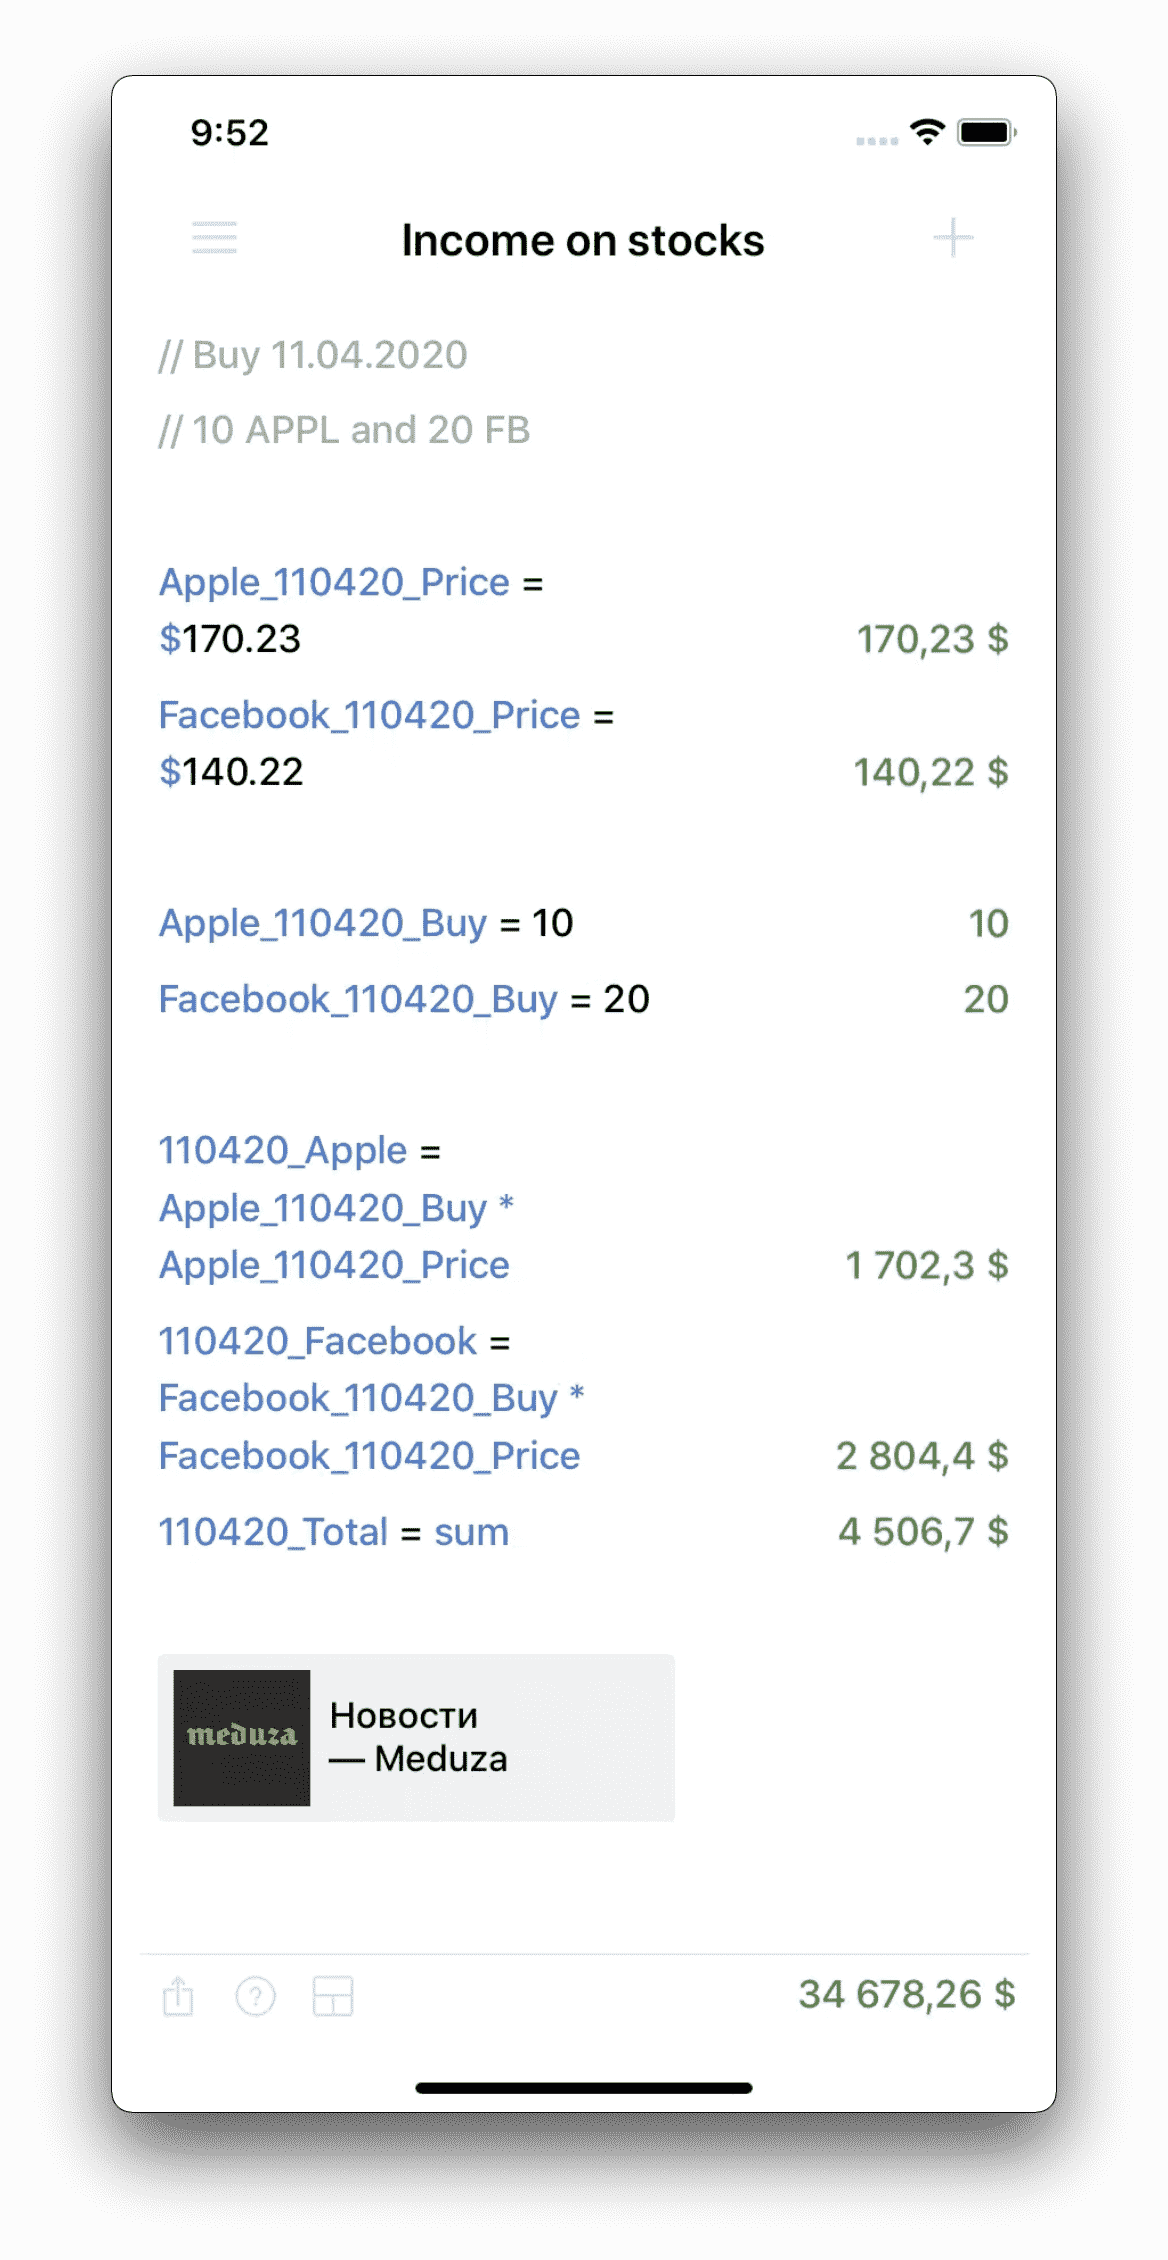 9:52
Income on stocks
// Buy 11.04.2020
// 10 APPL and 20 FB
Apple_110420_Price =
$170.23 170,23 $
Facebook_110420_Price =
$140.22 140,22 $
Apple_110420_Buy = 10 10
Facebook_110420_Buy = 20 20
110420_Apple =
Apple_110420_Buy *
Apple_110420_Price 1 702,3 $
110420_Facebook =
Facebook_110420_Buy *
Facebook_110420_Price 2 804,4 $
110420_Total = sum 4 506,7 $
meduza
Новости
— Meduza
? 34 678,26 $